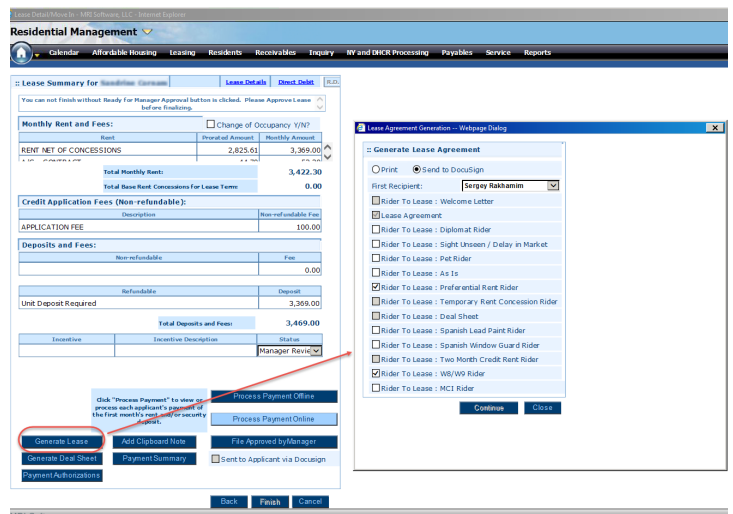 Lease Detail/Move In - MRI Software, LLC - Internet Explorer
Residential Management
Calendar Affordable Housing Leasing Residents Receivables Inquiry NY and DHCR Processing Payables Service Reports
:: Lease Summary for
Lease Details Direct Debit R.D.
You can not finish without Ready for Manager Approval button is clicked. Please Approve Lease
before finalizing.
Monthly Rent and Fees: Change of Occupancy Y/N?
Rent Prorated Amount Monthly Amount
RENT NET OF CONCESSIONS 2,825.61 3,369.00
Total Monthly Rent: 3,422.30
Total Base Rent Concessions for Lease Term: 0.00
Credit Application Fees (Non-refundable):
Description Non-refundable Fee
APPLICATION FEE 100.00
Deposits and Fees:
Non-refundable Fee
0.00
Refundable Deposit
Unit Deposit Required 3,369.00
Total Deposits and Fees: 3,469.00
Incentive Incentive Description Status
Manager Revie
Click "Process Payment" to view or
process each applicant's payment of
the first month's rent and/or security
deposit.
Process Payment Offline
Process Payment Online
Generate Lease Add Clipboard Note File Approved by Manager
Generate Deal Sheet Payment Summary Sent to Applicant via Docusign
Payment Authorizations
Back Finish Cancel
Lease Agreement Generation -- Webpage Dialog X
:: Generate Lease Agreement
Print Send to DocuSign
First Recipient: Sergey Rakhamim
Rider To Lease : Welcome Letter
Lease Agreement
Rider To Lease : Diplomat Rider
Rider To Lease : Sight Unseen / Delay in Market
Rider To Lease : Pet Rider
Rider To Lease : As Is
Rider To Lease : Preferential Rent Rider
Rider To Lease : Temporary Rent Concession Rider
Rider To Lease : Deal Sheet
Rider To Lease : Spanish Lead Paint Rider
Rider To Lease : Spanish Window Guard Rider
Rider To Lease : Two Month Credit Rent Rider
Rider To Lease : W8/W9 Rider
Rider To Lease : MCI Rider
Continue Close